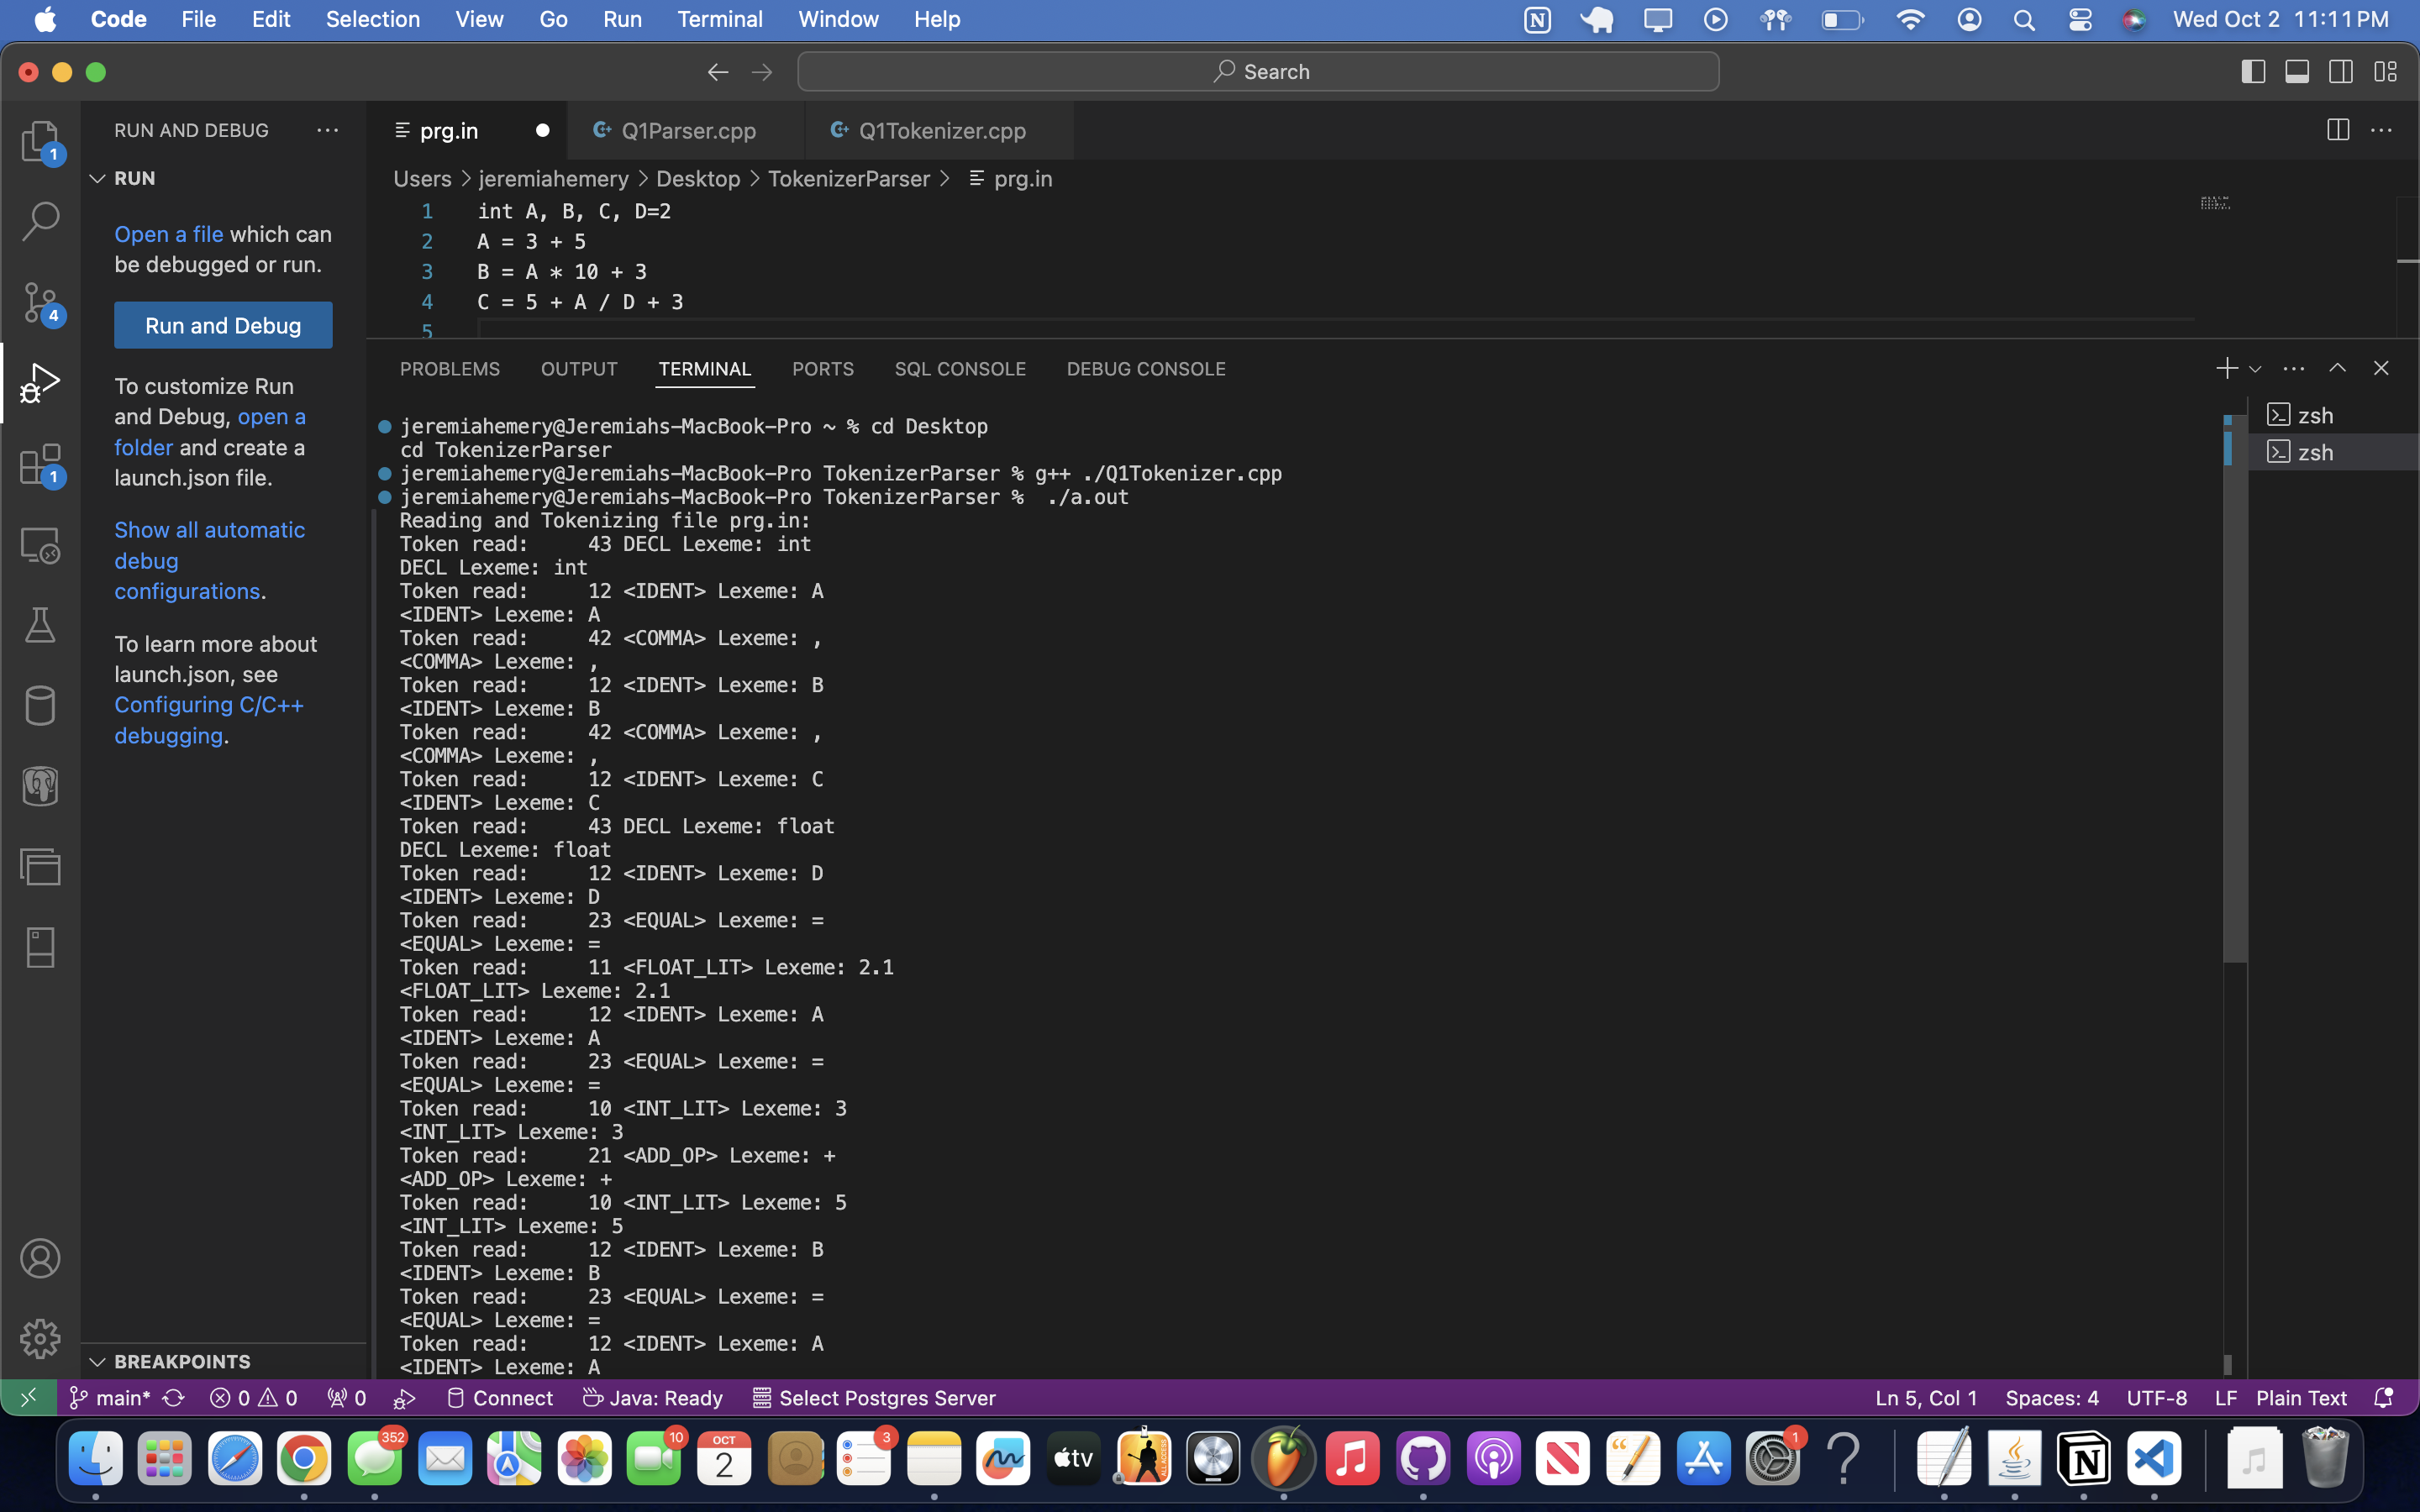 Code File Edit Selection View Go Run Terminal Window Help Wed Oct 2 11:11 PM
Search
RUN AND DEBUG ···
prg.in Q1Parser.cpp Q1Tokenizer.cpp
Users > jeremiahemery > Desktop > TokenizerParser > prg.in
RUN
Open a file which can
be debugged or run.
Run and Debug
To customize Run
and Debug, open a
folder and create a
launch.json file.
Show all automatic
debug
configurations.
To learn more about
launch.json, see
Configuring C/C++
debugging.
BREAKPOINTS
1
4
1
1 int A, B, C, D=2
2 A = 3 + 5
3 B = A * 10 + 3
4 C = 5 + A / D + 3
5
PROBLEMS OUTPUT TERMINAL PORTS SQL CONSOLE DEBUG CONSOLE
zsh
zsh
jeremiahemery@Jeremiahs-MacBook-Pro ~ % cd Desktop
cd TokenizerParser
jeremiahemery@Jeremiahs-MacBook-Pro TokenizerParser % g++ ./Q1Tokenizer.cpp
jeremiahemery@Jeremiahs-MacBook-Pro TokenizerParser %  ./a.out
Reading and Tokenizing file prg.in:
Token read:     43 DECL Lexeme: int
DECL Lexeme: int
Token read:     12 <IDENT> Lexeme: A
<IDENT> Lexeme: A
Token read:     42 <COMMA> Lexeme: ,
<COMMA> Lexeme: ,
Token read:     12 <IDENT> Lexeme: B
<IDENT> Lexeme: B
Token read:     42 <COMMA> Lexeme: ,
<COMMA> Lexeme: ,
Token read:     12 <IDENT> Lexeme: C
<IDENT> Lexeme: C
Token read:     43 DECL Lexeme: float
DECL Lexeme: float
Token read:     12 <IDENT> Lexeme: D
<IDENT> Lexeme: D
Token read:     23 <EQUAL> Lexeme: =
<EQUAL> Lexeme: =
Token read:     11 <FLOAT_LIT> Lexeme: 2.1
<FLOAT_LIT> Lexeme: 2.1
Token read:     12 <IDENT> Lexeme: A
<IDENT> Lexeme: A
Token read:     23 <EQUAL> Lexeme: =
<EQUAL> Lexeme: =
Token read:     10 <INT_LIT> Lexeme: 3
<INT_LIT> Lexeme: 3
Token read:     21 <ADD_OP> Lexeme: +
<ADD_OP> Lexeme: +
Token read:     10 <INT_LIT> Lexeme: 5
<INT_LIT> Lexeme: 5
Token read:     12 <IDENT> Lexeme: B
<IDENT> Lexeme: B
Token read:     23 <EQUAL> Lexeme: =
<EQUAL> Lexeme: =
Token read:     12 <IDENT> Lexeme: A
<IDENT> Lexeme: A
main* 0 0 0 Connect Java: Ready Select Postgres Server Ln 5, Col 1 Spaces: 4 UTF-8 LF Plain Text
352 10 OCT 2 3 tv 1